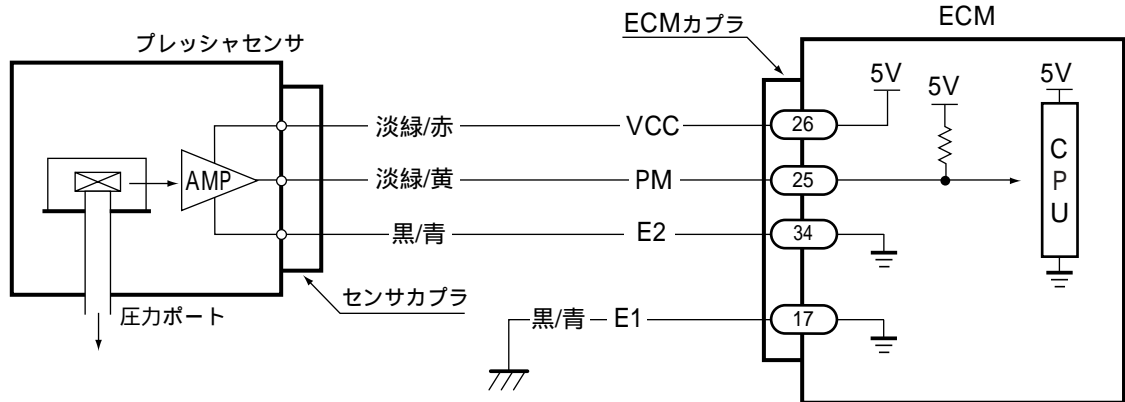 ECM
ECMカプラ
プレッシャセンサ
5V
5V
5V
淡緑/赤
VCC
26
AMP
淡緑/黄
PM
25
CPU
黒/青
E2
34
センサカプラ
圧力ポート
黒/青
E1
17